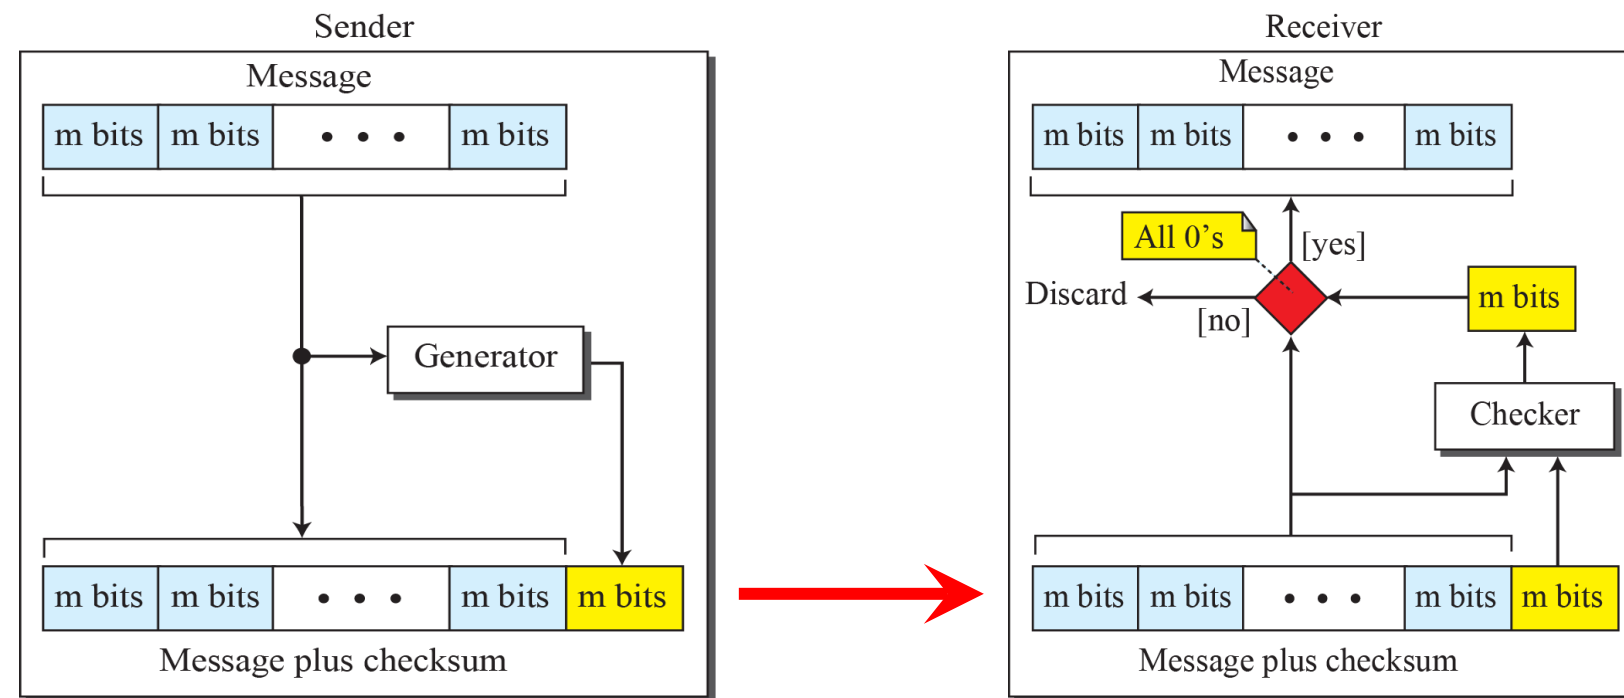 Sender
Message
m bits m bits • • • m bits
Generator
m bits m bits • • • m bits m bits
Message plus checksum
Receiver
Message
m bits m bits • • • m bits
All 0’s
[yes]
Discard
[no]
m bits
Checker
m bits m bits • • • m bits m bits
Message plus checksum